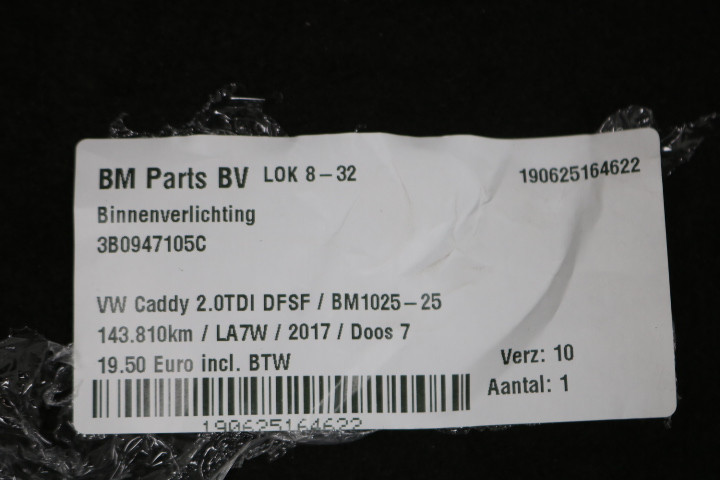 BM Parts BV LOK 8-32
190625164622
Binnenverlichting
3B0947105C
VW Caddy 2.0TDI DFSF / BM1025-25
143.810km / LA7W / 2017 / Doos 7
19.50 Euro incl. BTW
Verz: 10
Aantal: 1
190625164622